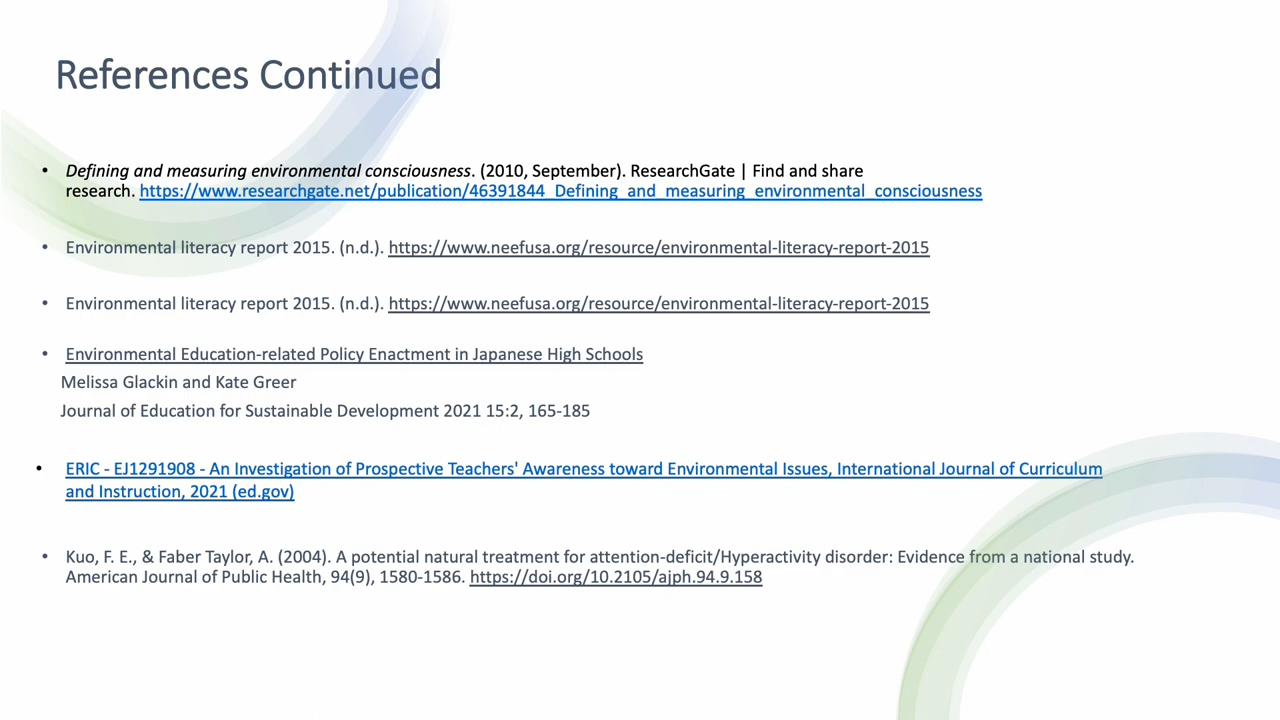 References Continued
• Defining and measuring environmental consciousness. (2010, September). ResearchGate | Find and share
research. https://www.researchgate.net/publication/46391844_Defining_and_measuring_environmental_consciousness
• Environmental literacy report 2015. (n.d.). https://www.neefusa.org/resource/environmental-literacy-report-2015
• Environmental literacy report 2015. (n.d.). https://www.neefusa.org/resource/environmental-literacy-report-2015
• Environmental Education-related Policy Enactment in Japanese High Schools
Melissa Glackin and Kate Greer
Journal of Education for Sustainable Development 2021 15:2, 165-185
• ERIC - EJ1291908 - An Investigation of Prospective Teachers' Awareness toward Environmental Issues, International Journal of Curriculum
and Instruction, 2021 (ed.gov)
• Kuo, F. E., & Faber Taylor, A. (2004). A potential natural treatment for attention-deficit/Hyperactivity disorder: Evidence from a national study.
American Journal of Public Health, 94(9), 1580-1586. https://doi.org/10.2105/ajph.94.9.158